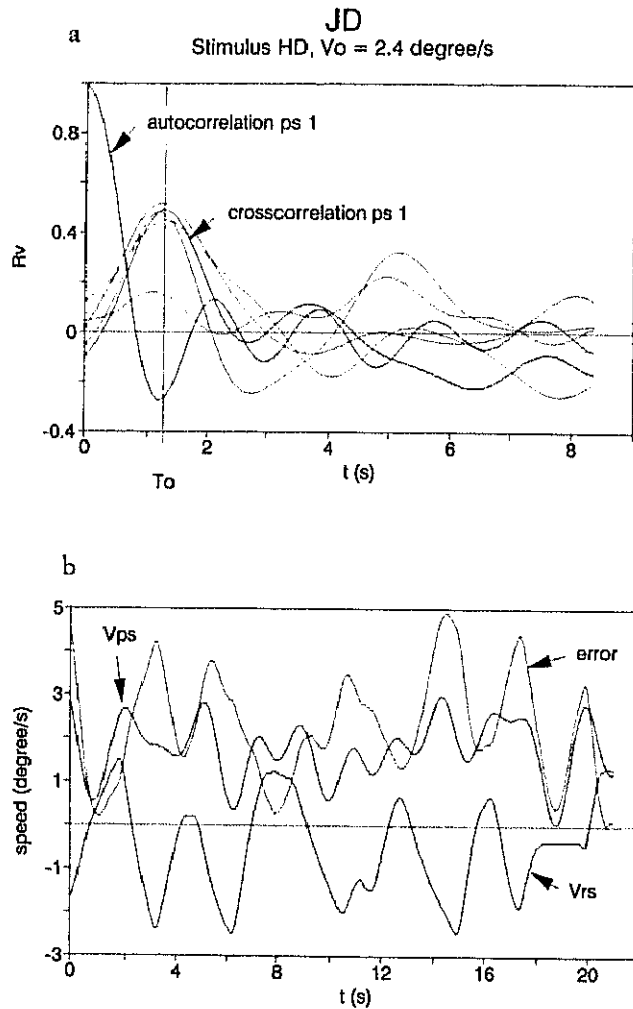 JD
a
Stimulus HD, Vo = 2.4 degree/s
0.8
autocorrelation ps 1
crosscorrelation ps 1
0.4
Rv
0
-0.4
0 2 4 6 8
To t (s)
b
5
Vps
error
3
1
speed (degree/s)
-1
Vrs
-3
0 4 8 12 16 20
t (s)